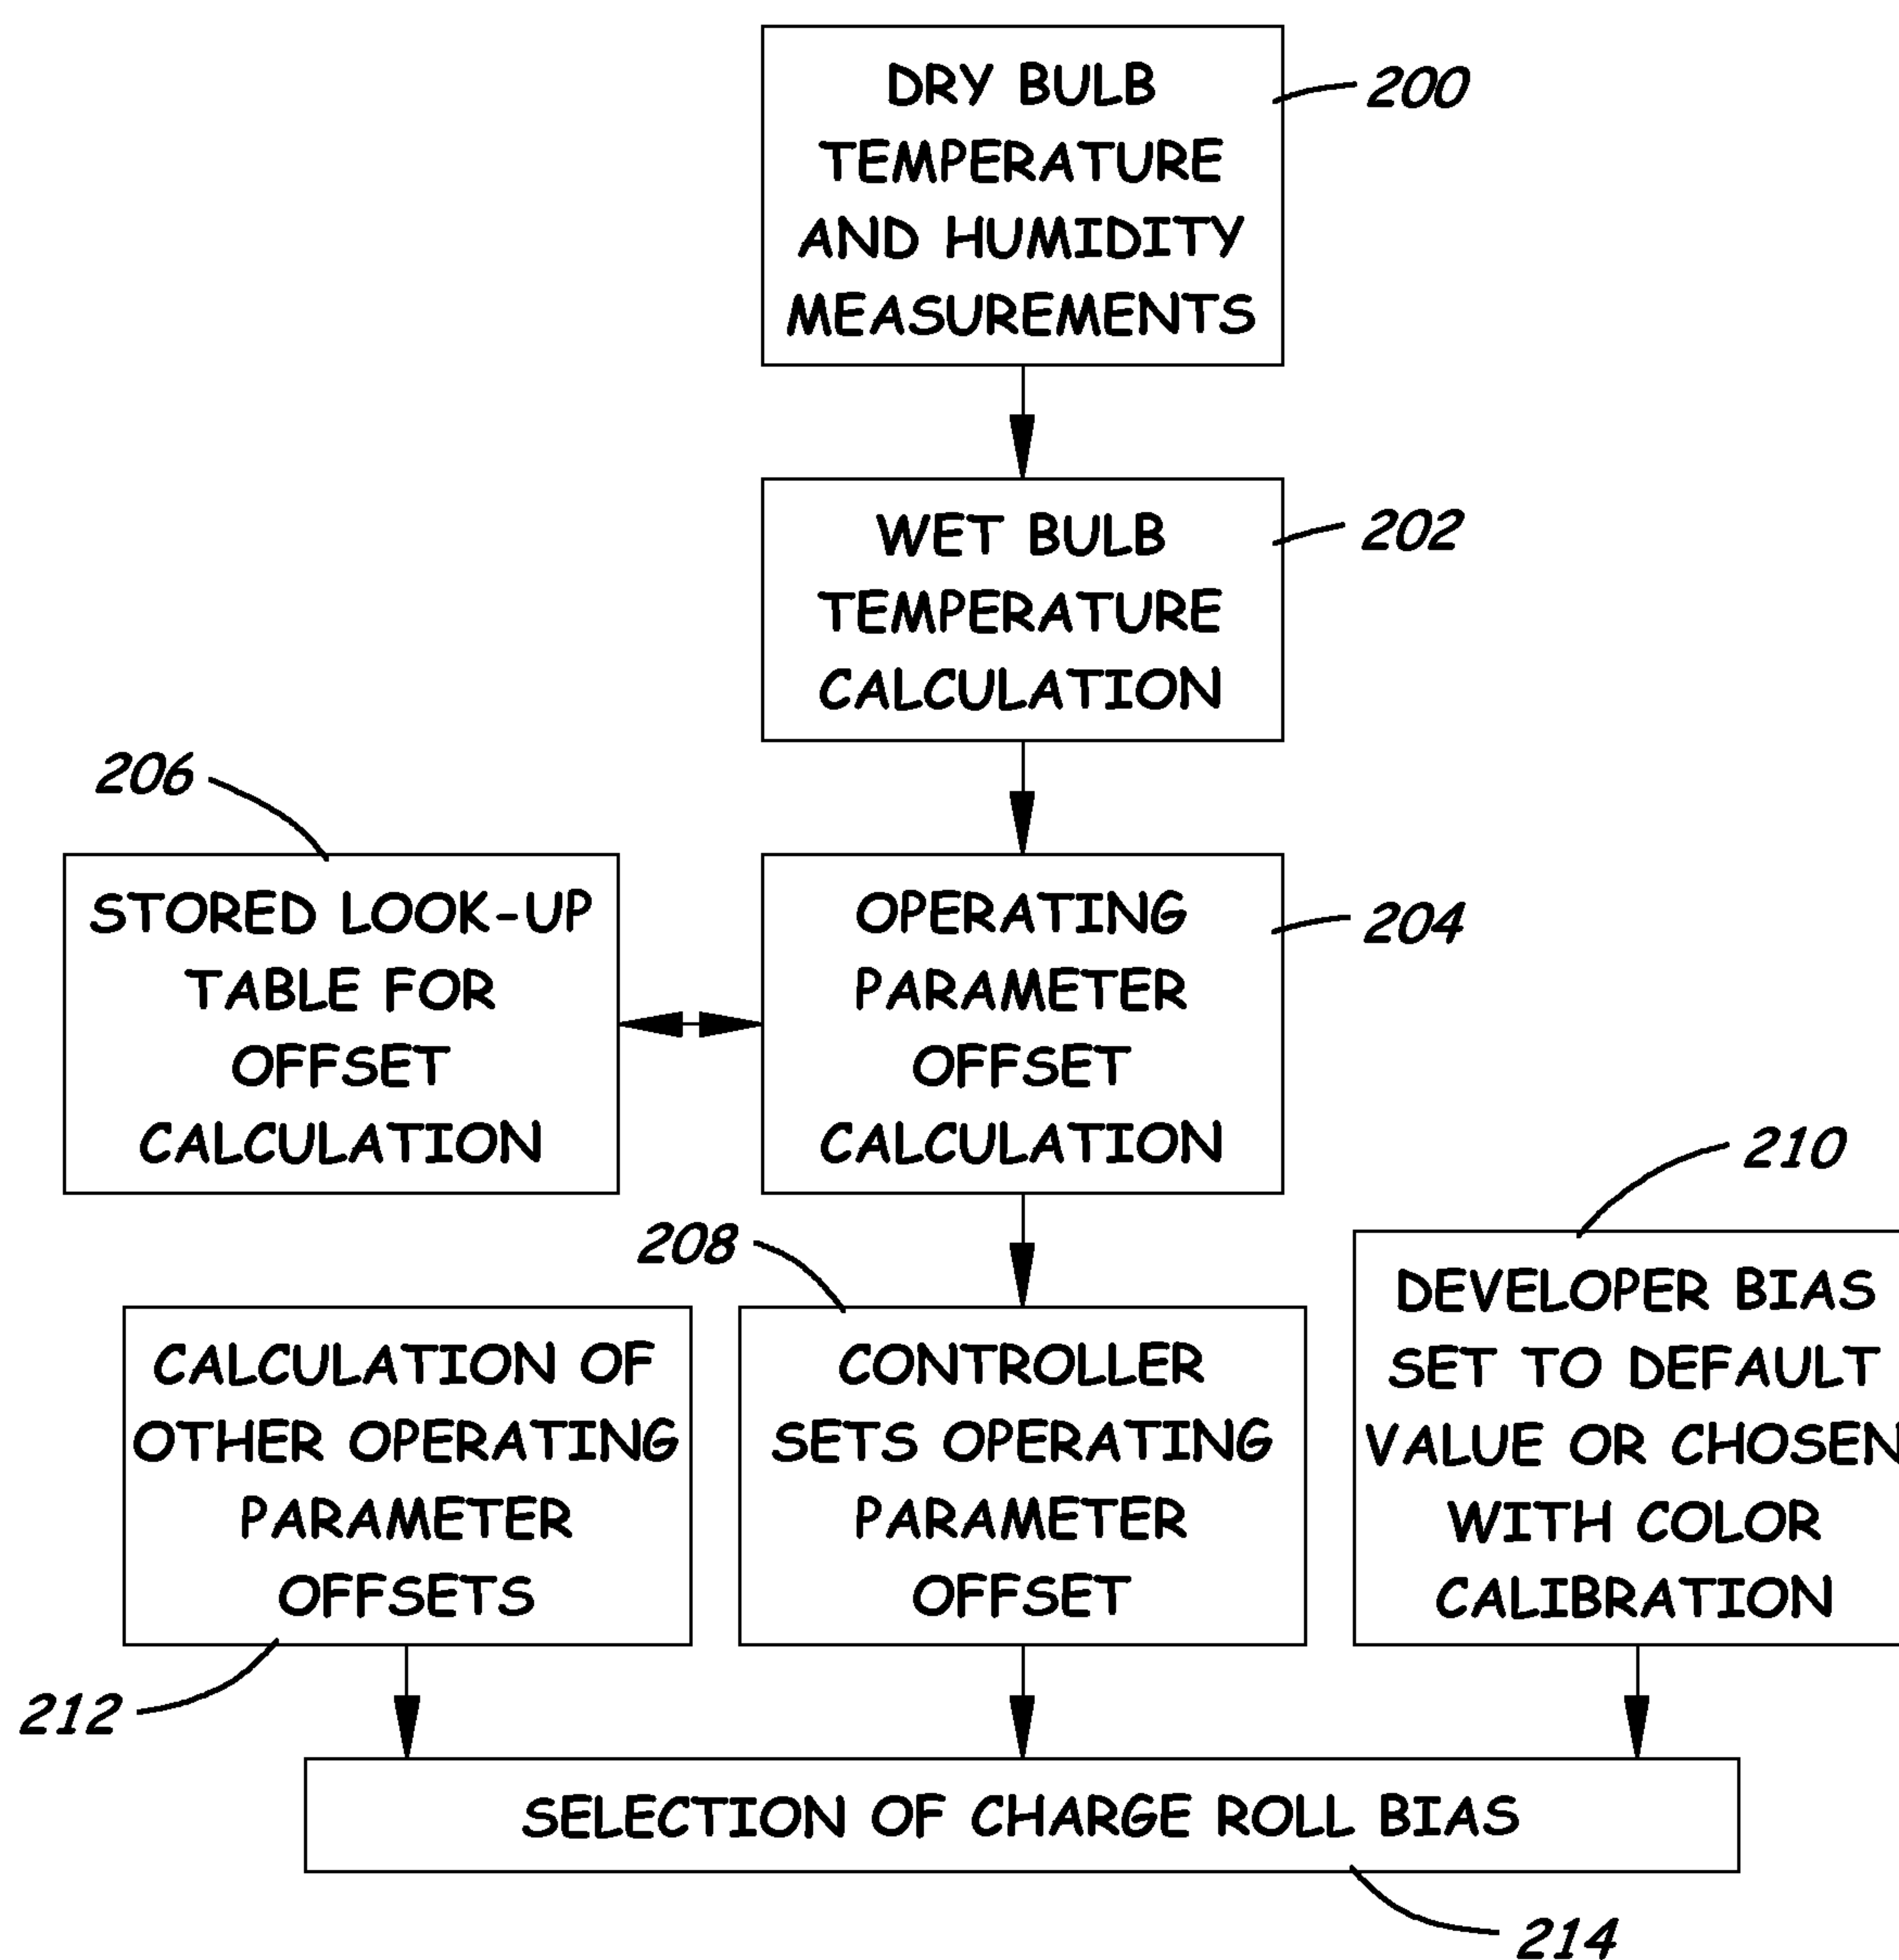 DRY BULB
TEMPERATURE
AND HUMIDITY
MEASUREMENTS
200
WET BULB
TEMPERATURE
CALCULATION
202
206
STORED LOOK-UP
TABLE FOR
OFFSET
CALCULATION
OPERATING
PARAMETER
OFFSET
CALCULATION
204
208
210
CALCULATION OF
OTHER OPERATING
PARAMETER
OFFSETS
212
CONTROLLER
SETS OPERATING
PARAMETER
OFFSET
DEVELOPER BIAS
SET TO DEFAULT
VALUE OR CHOSEN
WITH COLOR
CALIBRATION
SELECTION OF CHARGE ROLL BIAS
214